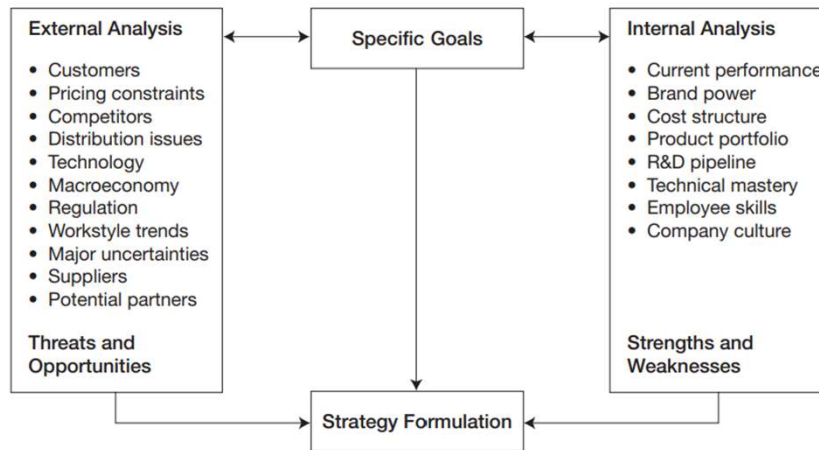 External Analysis
• Customers
• Pricing constraints
• Competitors
• Distribution issues
• Technology
• Macroeconomy
• Regulation
• Workstyle trends
• Major uncertainties
• Suppliers
• Potential partners
Threats and
Opportunities
Specific Goals
Internal Analysis
• Current performance
• Brand power
• Cost structure
• Product portfolio
• R&D pipeline
• Technical mastery
• Employee skills
• Company culture
Strengths and
Weaknesses
Strategy Formulation